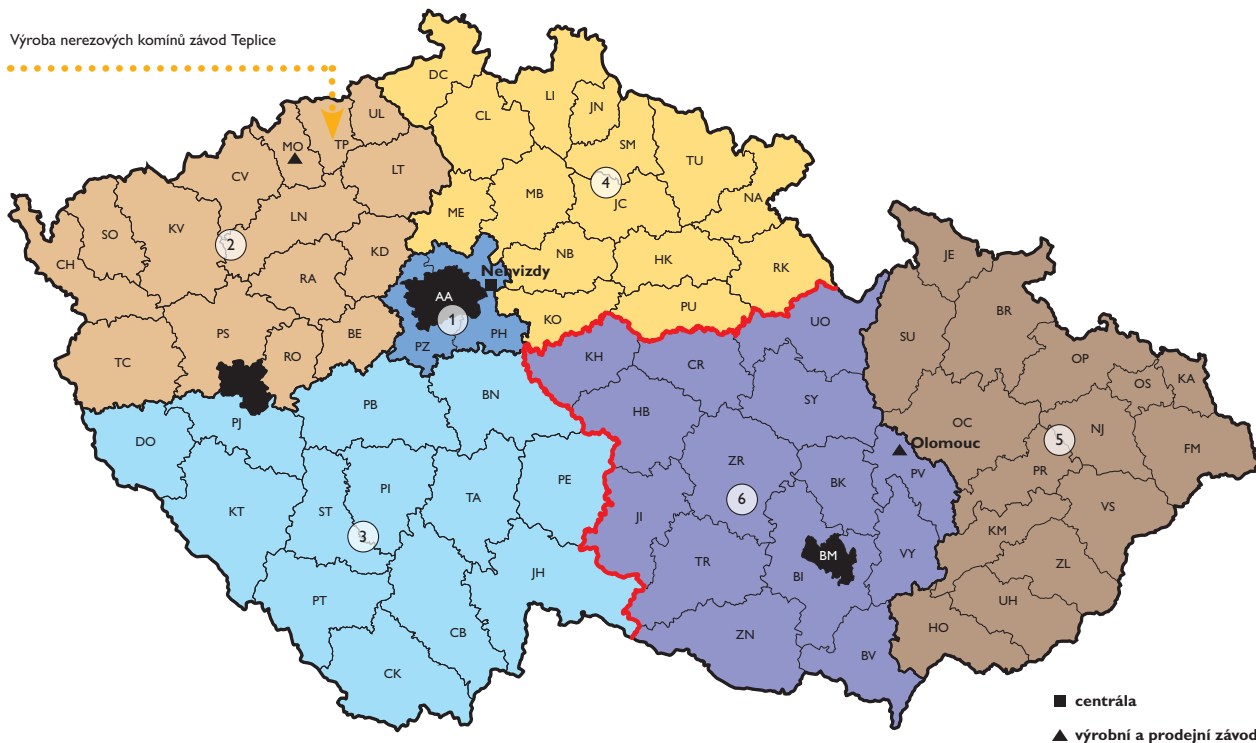 Výroba nerezových komínů závod Teplice
DC
LI
JN
UL
CL
MO
TP
SM
LT
TU
CV
4
MB
NA
JC
ME
LN
SO
KV
2
KD
NB
HK
CH
RA
Nehvizdy
RK
JE
AA
KO
PU
BR
1
UO
PS
BE
PH
SU
RO
PZ
KH
OP
TC
CR
OS
KA
BN
PB
SY
HB
PJ
OC
NJ
DO
Olomouc
5
FM
ZR
PE
PR
PI
TA
BK
PV
6
VS
KT
ST
JI
3
KM
BM
VY
TR
ZL
JH
BI
PT
UH
HO
CB
ZN
BV
CK
centrála
výrobní a prodejní závod